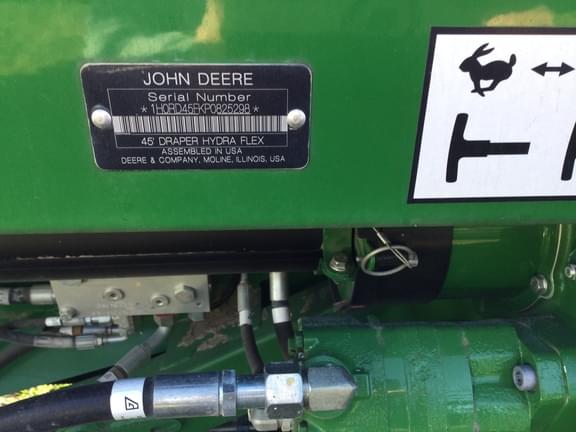 JOHN DEERE
Serial Number
*1H0RD45FKP0825298*
45' DRAPER HYDRA FLEX
ASSEMBLED IN USA
DEERE & COMPANY, MOLINE, ILLINOIS, USA